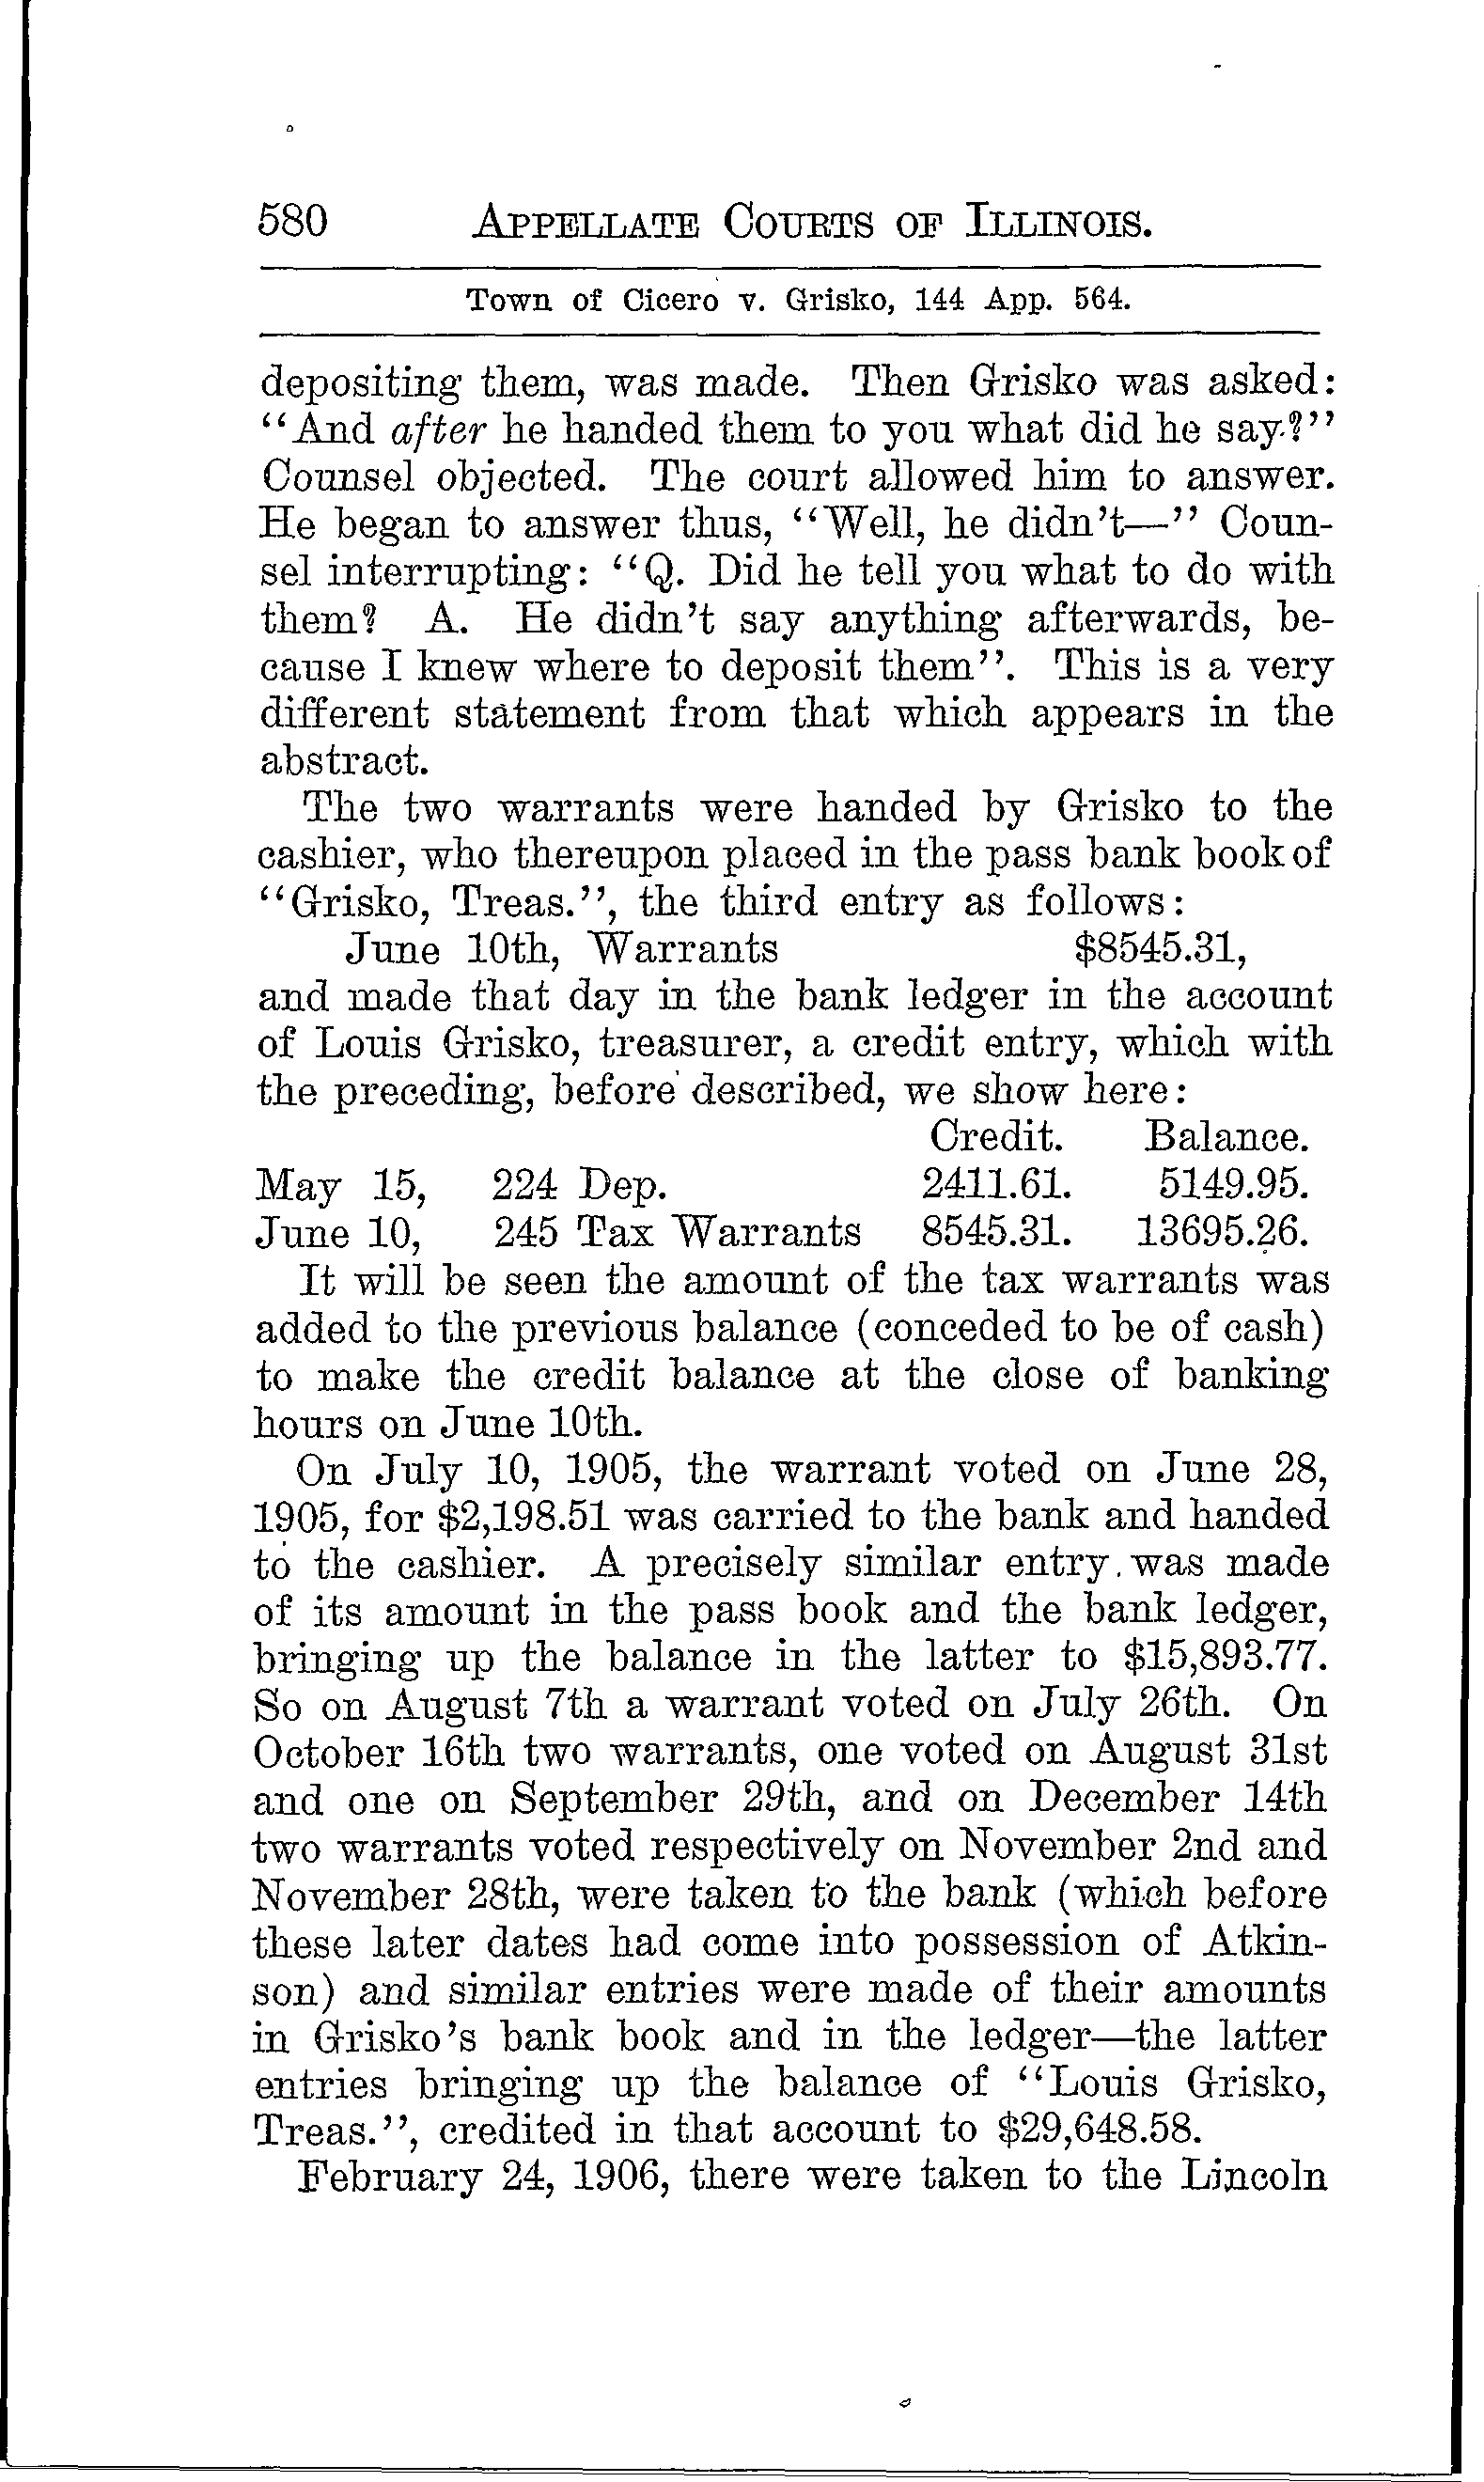 580 APPELLATE COURTS OF ILLINOIS.
Town of Cicero v. Grisko, 144 App. 564.
depositing them, was made. Then Grisko was asked:
“And after he handed them to you what did he say?”
Counsel objected. The court allowed him to answer.
He began to answer thus, “Well, he didn’t—” Coun-
sel interrupting: “Q. Did he tell you what to do with
them? A. He didn’t say anything afterwards, be-
cause I knew where to deposit them”. This is a very
different statement from that which appears in the
abstract.
The two warrants were handed by Grisko to the
cashier, who thereupon placed in the pass bank book of
“Grisko, Treas.”, the third entry as follows:
June 10th, Warrants $8545.31,
and made that day in the bank ledger in the account
of Louis Grisko, treasurer, a credit entry, which with
the preceding, before described, we show here:
Credit. Balance.
May 15, 224 Dep. 2411.61. 5149.95.
June 10, 245 Tax Warrants 8545.31. 13695.26.
It will be seen the amount of the tax warrants was
added to the previous balance (conceded to be of cash)
to make the credit balance at the close of banking
hours on June 10th.
On July 10, 1905, the warrant voted on June 28,
1905, for $2,198.51 was carried to the bank and handed
to the cashier. A precisely similar entry was made
of its amount in the pass book and the bank ledger,
bringing up the balance in the latter to $15,893.77.
So on August 7th a warrant voted on July 26th. On
October 16th two warrants, one voted on August 31st
and one on September 29th, and on December 14th
two warrants voted respectively on November 2nd and
November 28th, were taken to the bank (which before
these later dates had come into possession of Atkin-
son) and similar entries were made of their amounts
in Grisko’s bank book and in the ledger—the latter
entries bringing up the balance of “Louis Grisko,
Treas.”, credited in that account to $29,648.58.
February 24, 1906, there were taken to the Lincoln